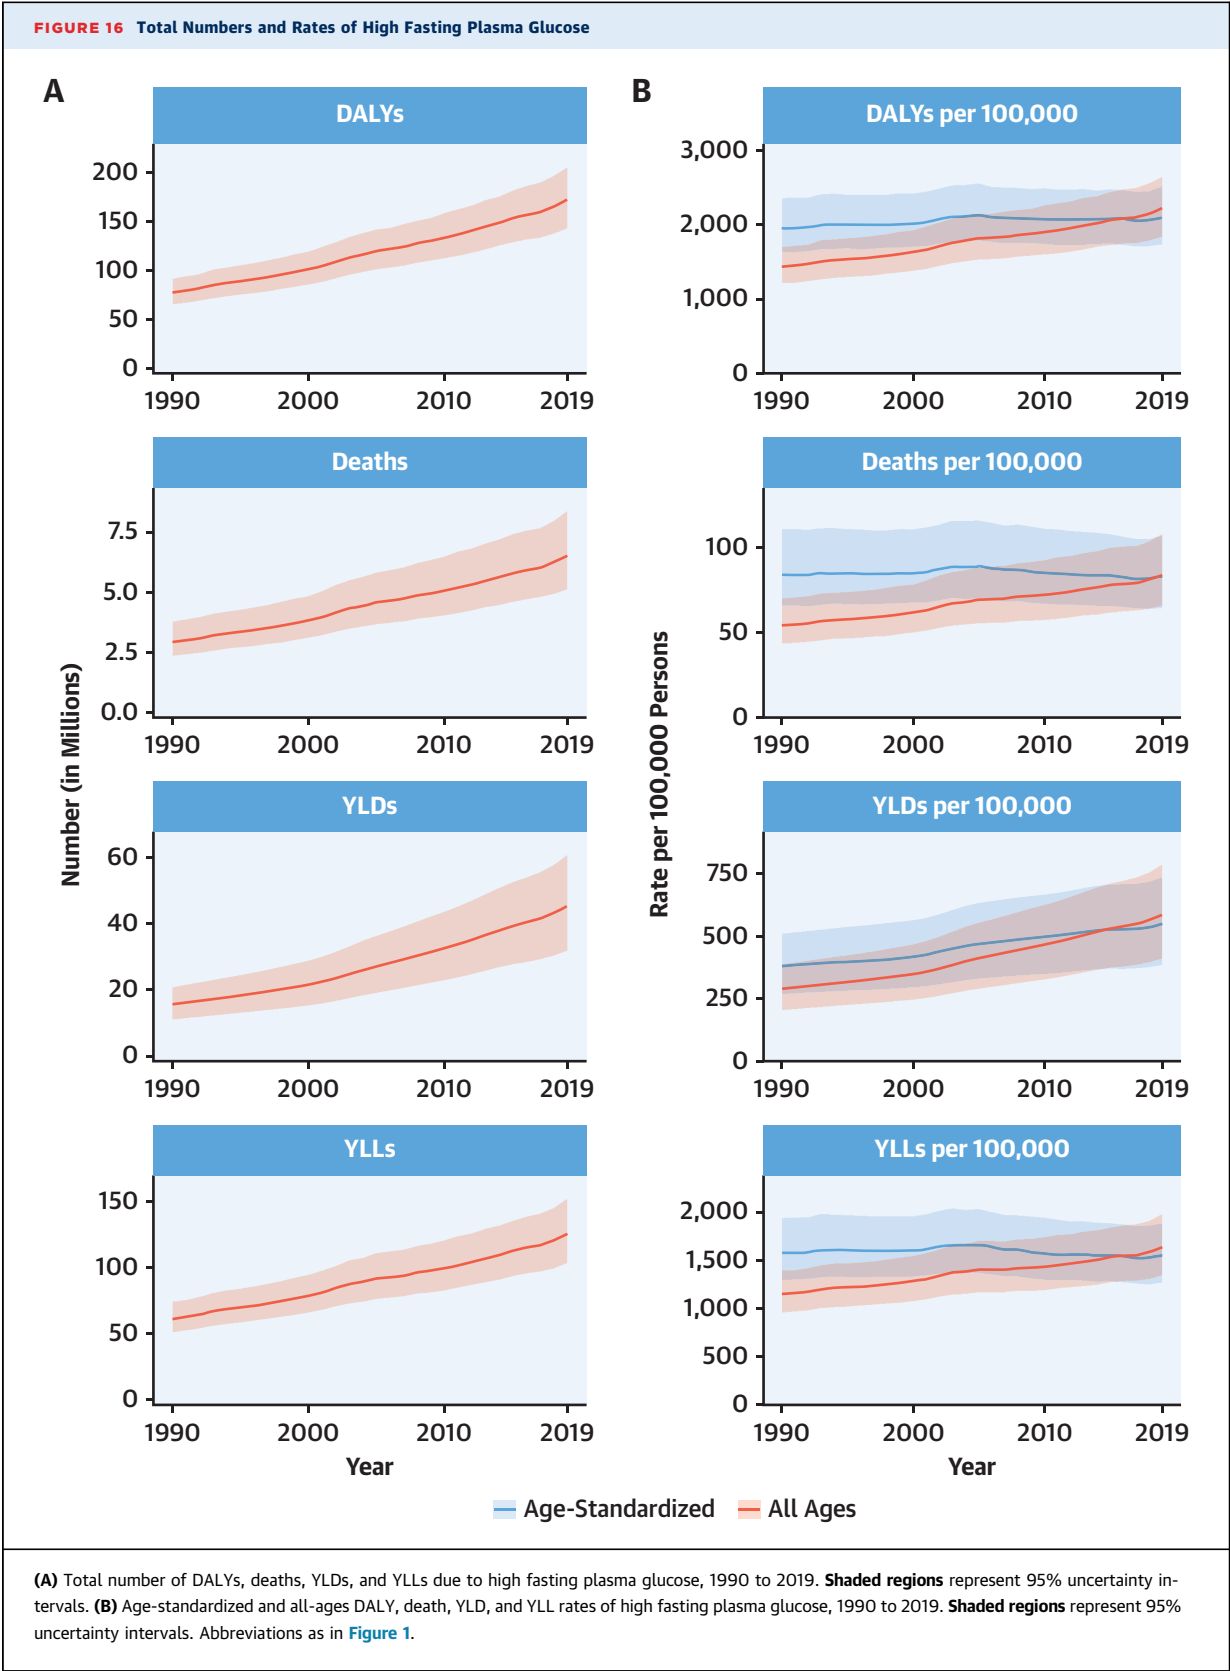 FIGURE 16 Total Numbers and Rates of High Fasting Plasma Glucose
A
DALYs
200
150
100
50
0
1990 2000 2010 2019
Deaths
7.5
5.0
2.5
0.0
1990 2000 2010 2019
YLDs
60
40
20
0
1990 2000 2010 2019
YLLs
150
100
50
0
1990 2000 2010 2019
Year
Number (in Millions)
B
DALYs per 100,000
3,000
2,000
1,000
0
1990 2000 2010 2019
Deaths per 100,000
100
50
0
1990 2000 2010 2019
YLDs per 100,000
750
500
250
0
1990 2000 2010 2019
YLLs per 100,000
2,000
1,500
1,000
500
0
1990 2000 2010 2019
Year
Rate per 100,000 Persons
Age-Standardized All Ages
(A) Total number of DALYs, deaths, YLDs, and YLLs due to high fasting plasma glucose, 1990 to 2019. Shaded regions represent 95% uncertainty in-
tervals. (B) Age-standardized and all-ages DALY, death, YLD, and YLL rates of high fasting plasma glucose, 1990 to 2019. Shaded regions represent 95%
uncertainty intervals. Abbreviations as in Figure 1.